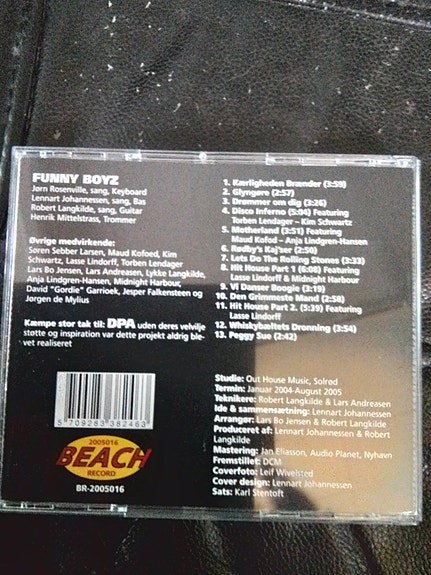 FUNNY BOYZ
Jørn Rosenville, sang, Keyboard
Lennart Johannessen, sang, Bas
Robert Langkilde, sang, Guitar
Henrik Mittelstrass, Trommer
Øvrige medvirkende:
Søren Sebber Larsen, Maud Kofoed, Kim
Schwartz, Lasse Lindorff, Torben Lendager
Lars Bo Jensen, Lars Andreasen, Lykke Langkilde,
Anja Lindgren-Hansen, Midnight Harbour,
David "Gordie" Garrioek, Jesper Falkensteen og
Jørgen de Mylius
Kæmpe stor tak til: DPA uden deres velvilje
støtte og inspiration var dette projekt aldrig ble-
vet realiseret
1. Kærligheden Brænder (3:59)
2. Glyngøre (2:57)
3. Drømmer om dig (3:26)
4. Disco Inferno (5:04) Featuring
Torben Lendager – Kim Schwartz
5. Motherland (3:51) Featuring
Maud Kofod – Anja Lindgren-Hansen
6. Rødby's Kaj'ser (2:50)
7. Lets Do The Rolling Stones (3:33)
8. Hit House Part 1 (6:08) Featuring
Lasse Lindorff & Midnight Harbour
9. Vi Danser Boogie (3:19)
10. Den Grimmeste Mand (2:58)
11. Hit House Part 2. (5:39) Featuring
Lasse Lindorff
12. Whiskybæltets Dronning (3:54)
13. Peggy Sue (2:42)
5 709283 382463
2005016
BEACH
RECORD
BR-2005016
Studie: Out House Music, Solrød
Termin: Januar 2004-August 2005
Teknikere: Robert Langkilde & Lars Andreasen
Ide & sammensætning: Lennart Johannessen
Arrangør: Lars Bo Jensen & Robert Langkilde
Produceret af: Lennart Johannessen & Robert
Langkilde
Mastering: Jan Eliasson, Audio Planet, Nyhavn
Fremstillet: DCM
Coverfoto: Leif Wivelsted
Cover design: Lennart Johannessen
Sats: Karl Stentoft